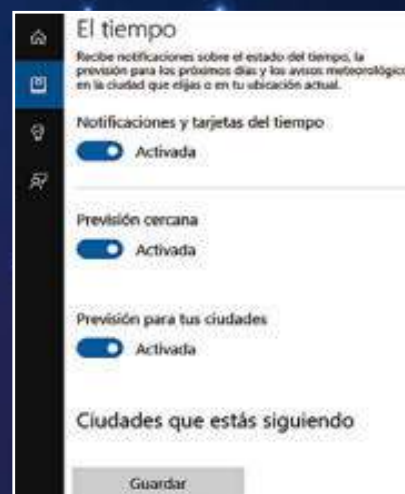 El tiempo
Recibe notificaciones sobre el estado del tiempo, la
previsión para los próximos días y los avisos meteorológicos
en la ciudad que elijas o en tu ubicación actual.
Notificaciones y tarjetas del tiempo
Activada
Previsión cercana
Activada
Previsión para tus ciudades
Activada
Ciudades que estás siguiendo
Guardar